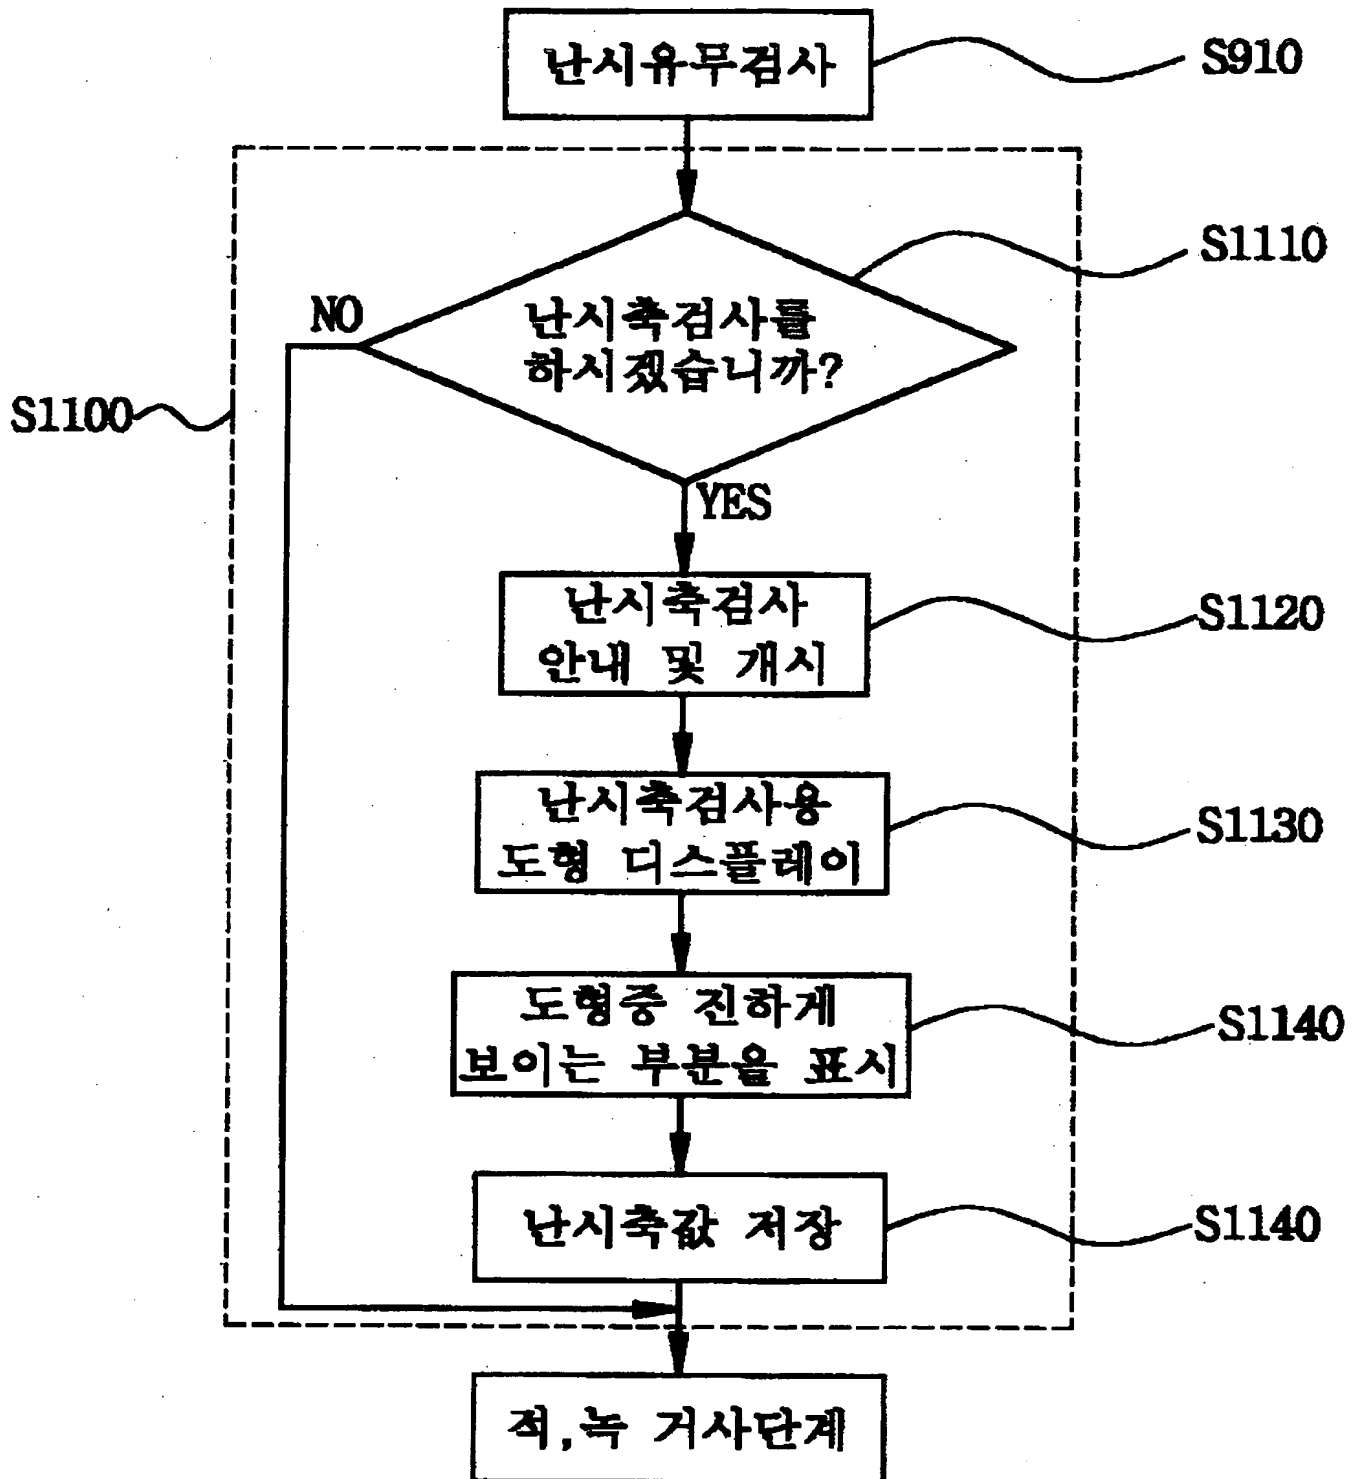 난시유무검사
S910
S1110
NO
난시축검사를
하시겠습니까?
S1100
YES
난시축검사
안내 및 개시
S1120
난시축검사용
도형 디스플레이
S1130
도형중 진하게
보이는 부분을 표시
S1140
난시축값 저장
S1140
적,녹 거사단계